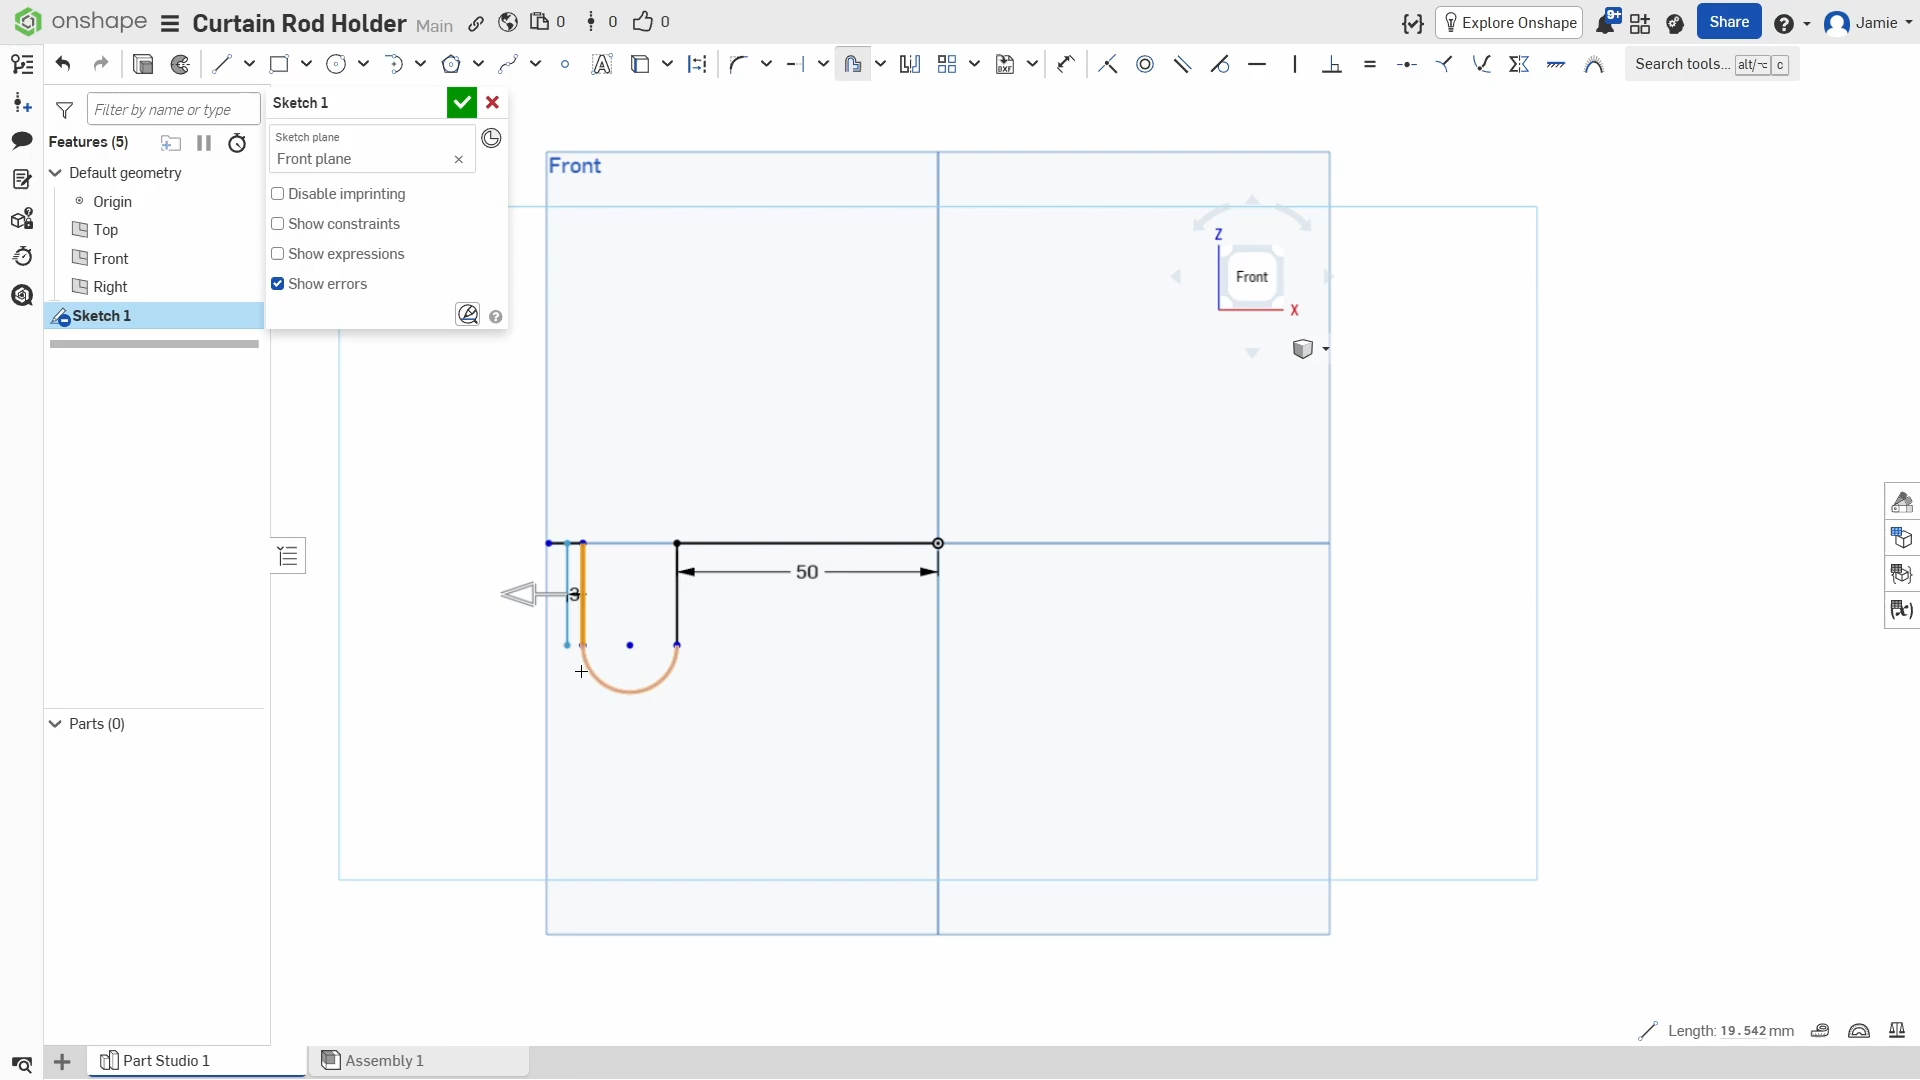 onshape Curtain Rod Holder Main 0 0 0 9+ Explore Onshape Share Jamie
DXF Search tools... alt/⌥ c
Filter by name or type
Features (5)
Default geometry
Origin
Top
Front
Right
Sketch 1
Parts (0)
Sketch 1
Sketch plane
Front plane
Disable imprinting
Show constraints
Show expressions
Show errors
Front
Z
Front
X
50
3
(x)
Length: 19.542 mm
Part Studio 1
Assembly 1